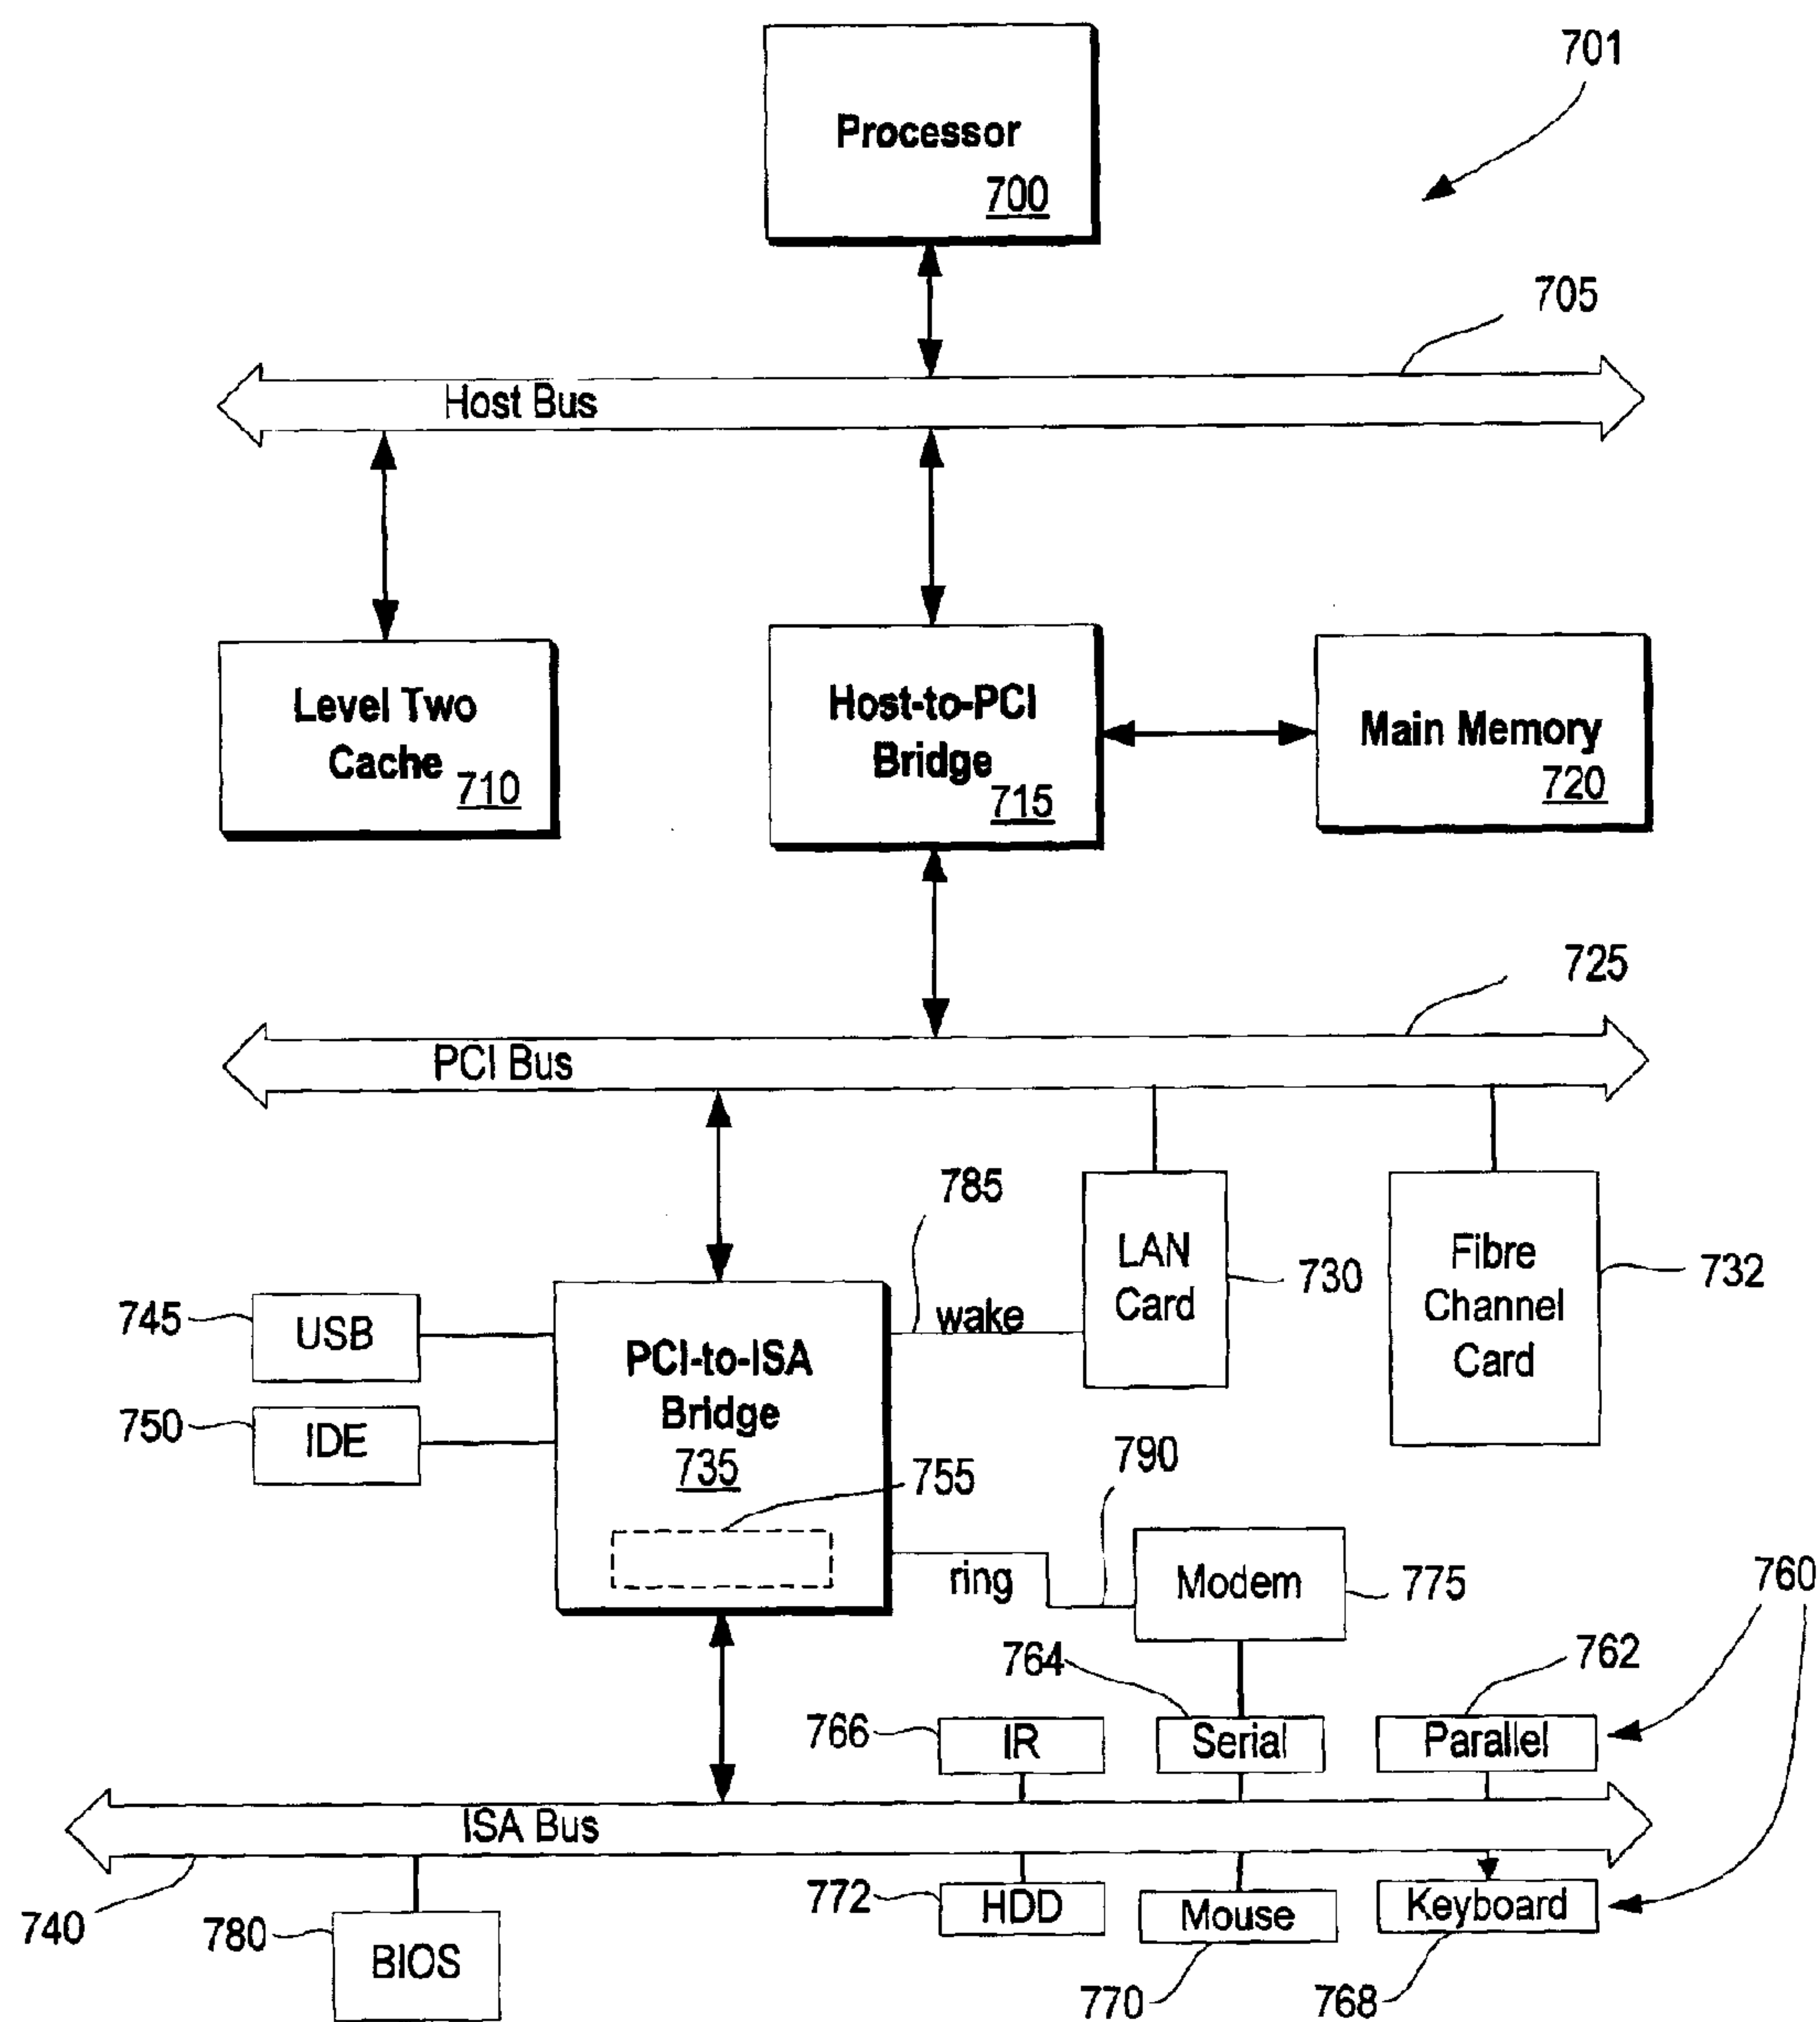 701
Processor
700
705
Host Bus
Level Two
Cache
710
Host-to-PCI
Bridge
715
Main Memory
720
725
PCI Bus
785
LAN
Card
730
Fibre
Channel
Card
732
745
USB
wake
PCI-to-ISA
Bridge
735
750
IDE
755
790
ring
Modem
775
760
764
762
766
IR
Serial
Parallel
ISA Bus
740
780
BIOS
772
HDD
Mouse
Keyboard
770
768